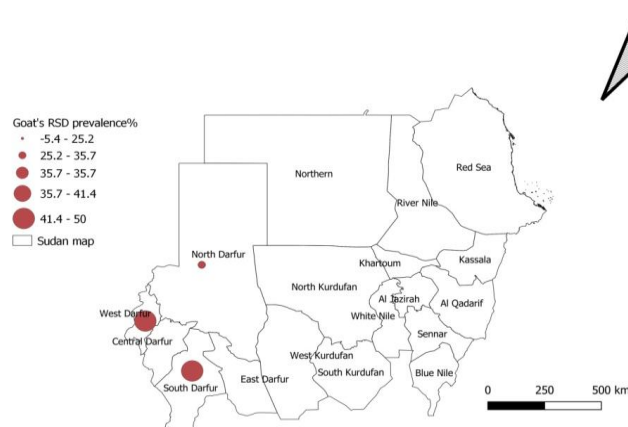 Goat's RSD prevalence%
-5.4 - 25.2
25.2 - 35.7
35.7 - 35.7
35.7 - 41.4
41.4 - 50
Sudan map
Northern
Red Sea
River Nile
North Darfur
Khartoum
Kassala
North Kurdufan
Al Jazirah
Al Qadarif
White Nile
West Darfur
Sennar
Central Darfur
West Kurdufan
South Kurdufan
Blue Nile
East Darfur
South Darfur
0 250 500 km